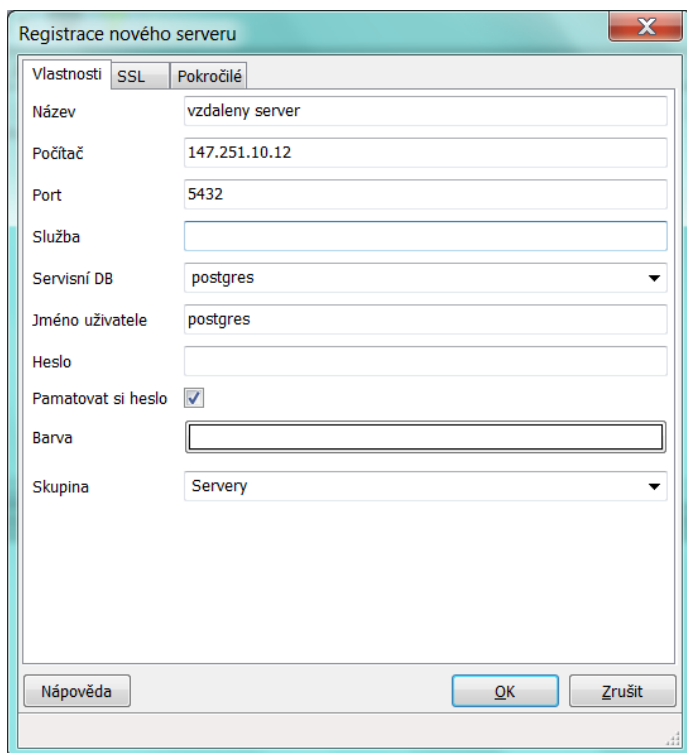 Registrace nového serveru
X
Vlastnosti SSL Pokročilé
Název vzdaleny server
Počítač 147.251.10.12
Port 5432
Služba
Servisní DB postgres
Jméno uživatele postgres
Heslo
Pamatovat si heslo
Barva
Skupina Servery
Nápověda OK Zrušit